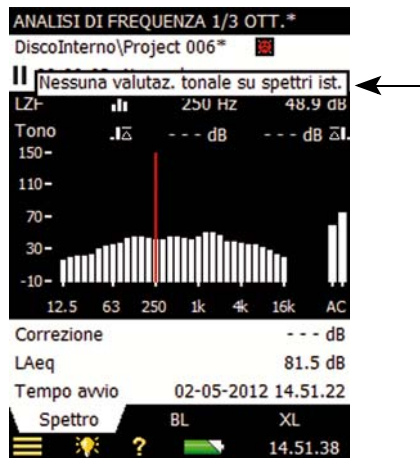 ANALISI DI FREQUENZA 1/3 OTT.*
DiscoInterno\Project 006*
Nessuna valutaz. tonale su spettri ist.
LZF 250 Hz 48.9 dB
Tono - - - dB
150
110
70
30
-10
12.5 63 250 1k 4k 16k AC
Correzione - - - dB
LAeq 81.5 dB
Tempo avvio 02-05-2012 14.51.22
Spettro BL XL
? 14.51.38